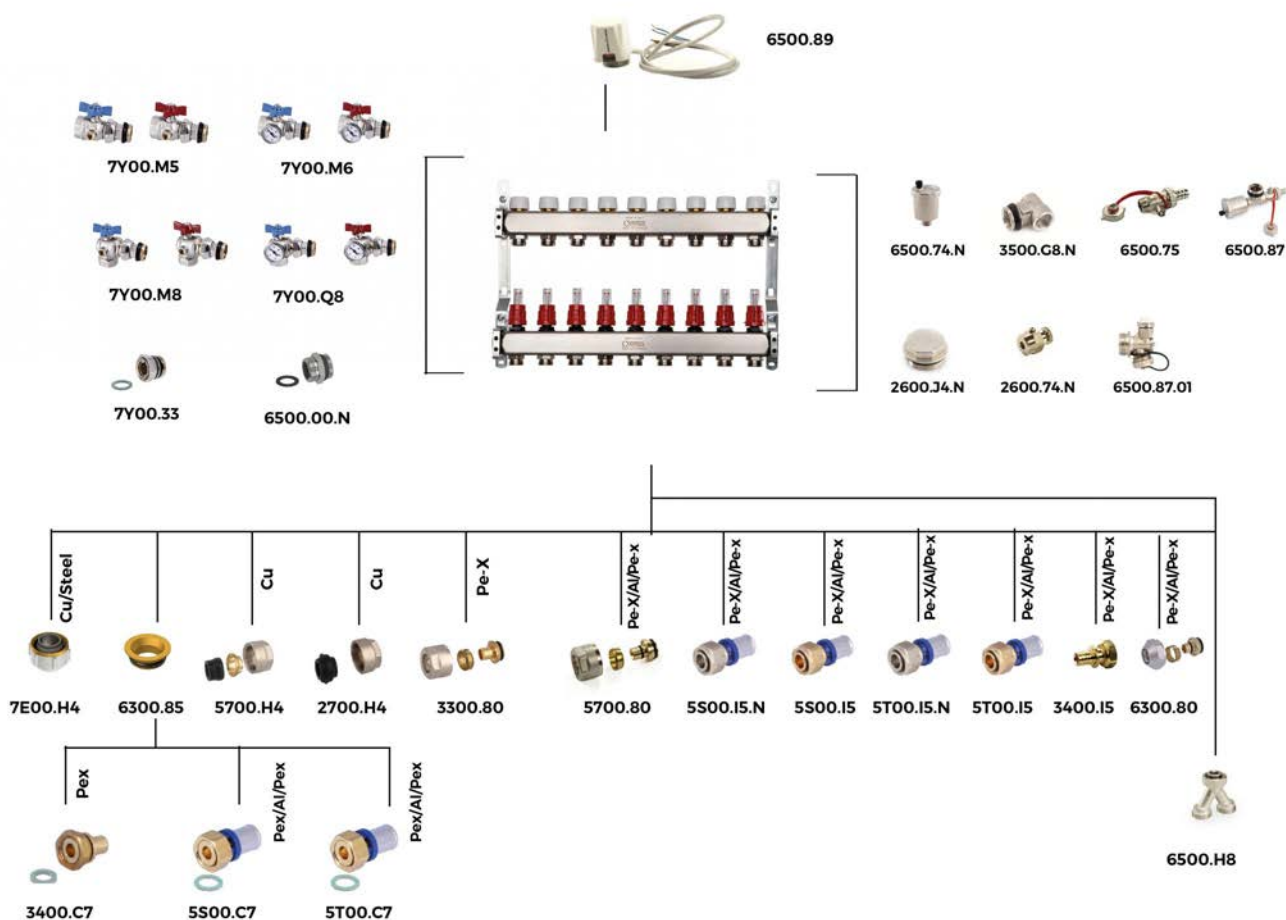 6500.89
7Y00.M5
7Y00.M6
7Y00.M8
7Y00.Q8
7Y00.33
6500.00.N
6500.74.N
3500.G8.N
6500.75
6500.87
2600.J4.N
2600.74.N
6500.87.01
Cu/Steel
Cu
Cu
Pe-X
Pe-X/Al/Pe-x
Pe-X/Al/Pe-x
Pe-X/Al/Pe-x
Pe-X/Al/Pe-x
Pe-X/Al/Pe-x
Pe-X/Al/Pe-x
Pe-X/Al/Pe-x
7E00.H4
6300.85
5700.H4
2700.H4
3300.80
5700.80
5S00.I5.N
5S00.I5
5T00.I5.N
5T00.I5
3400.I5
6300.80
Pex
Pex/Al/Pex
Pex/Al/Pex
3400.C7
5S00.C7
5T00.C7
6500.H8